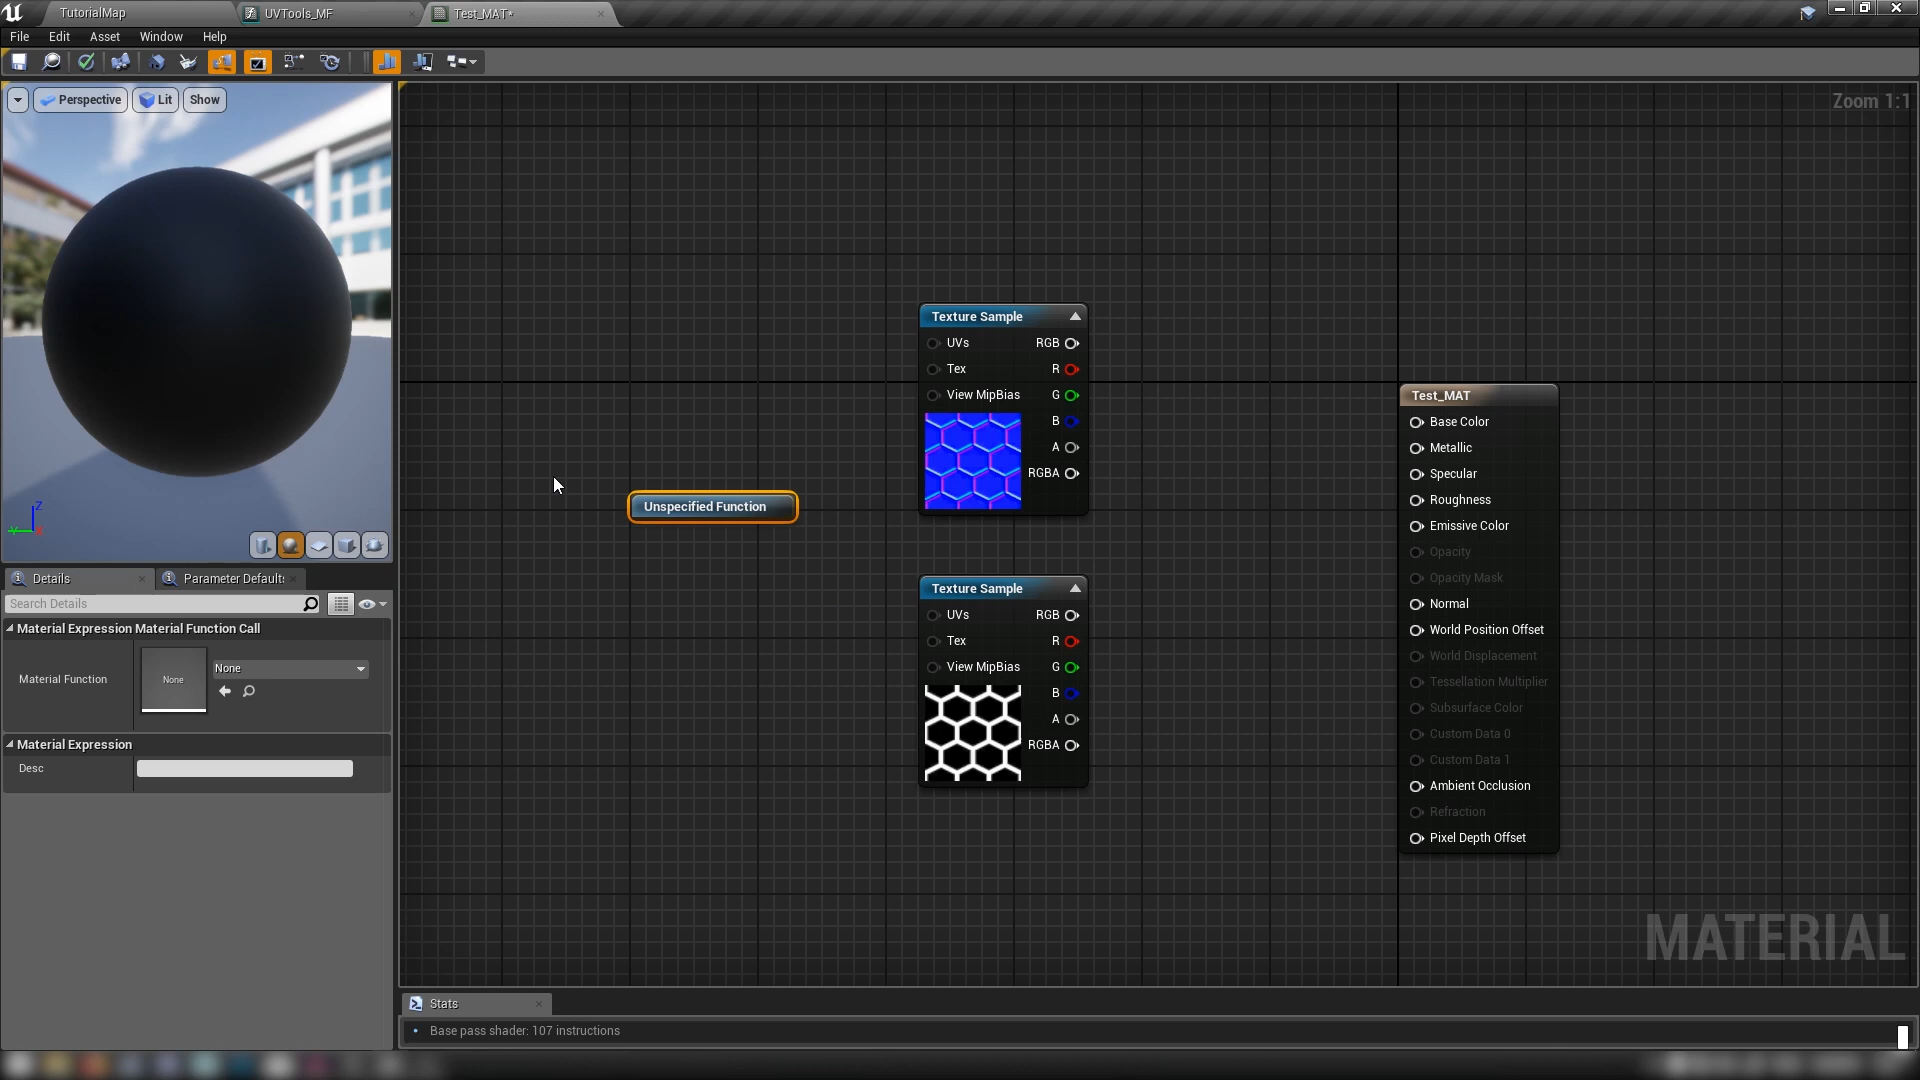 TutorialMap
UVTools_MF
Test_MAT*
File Edit Asset Window Help
Perspective Lit Show
Zoom 1:1
Details
Parameter Defaults
Search Details
Material Expression Material Function Call
Material Function
None
None
Material Expression
Desc
Unspecified Function
Texture Sample
UVs RGB
Tex R
View MipBias G
B
A
RGBA
Texture Sample
UVs RGB
Tex R
View MipBias G
B
A
RGBA
Test_MAT
Base Color
Metallic
Specular
Roughness
Emissive Color
Opacity
Opacity Mask
Normal
World Position Offset
World Displacement
Tessellation Multiplier
Subsurface Color
Custom Data 0
Custom Data 1
Ambient Occlusion
Refraction
Pixel Depth Offset
MATERIAL
Stats
Base pass shader: 107 instructions
Z